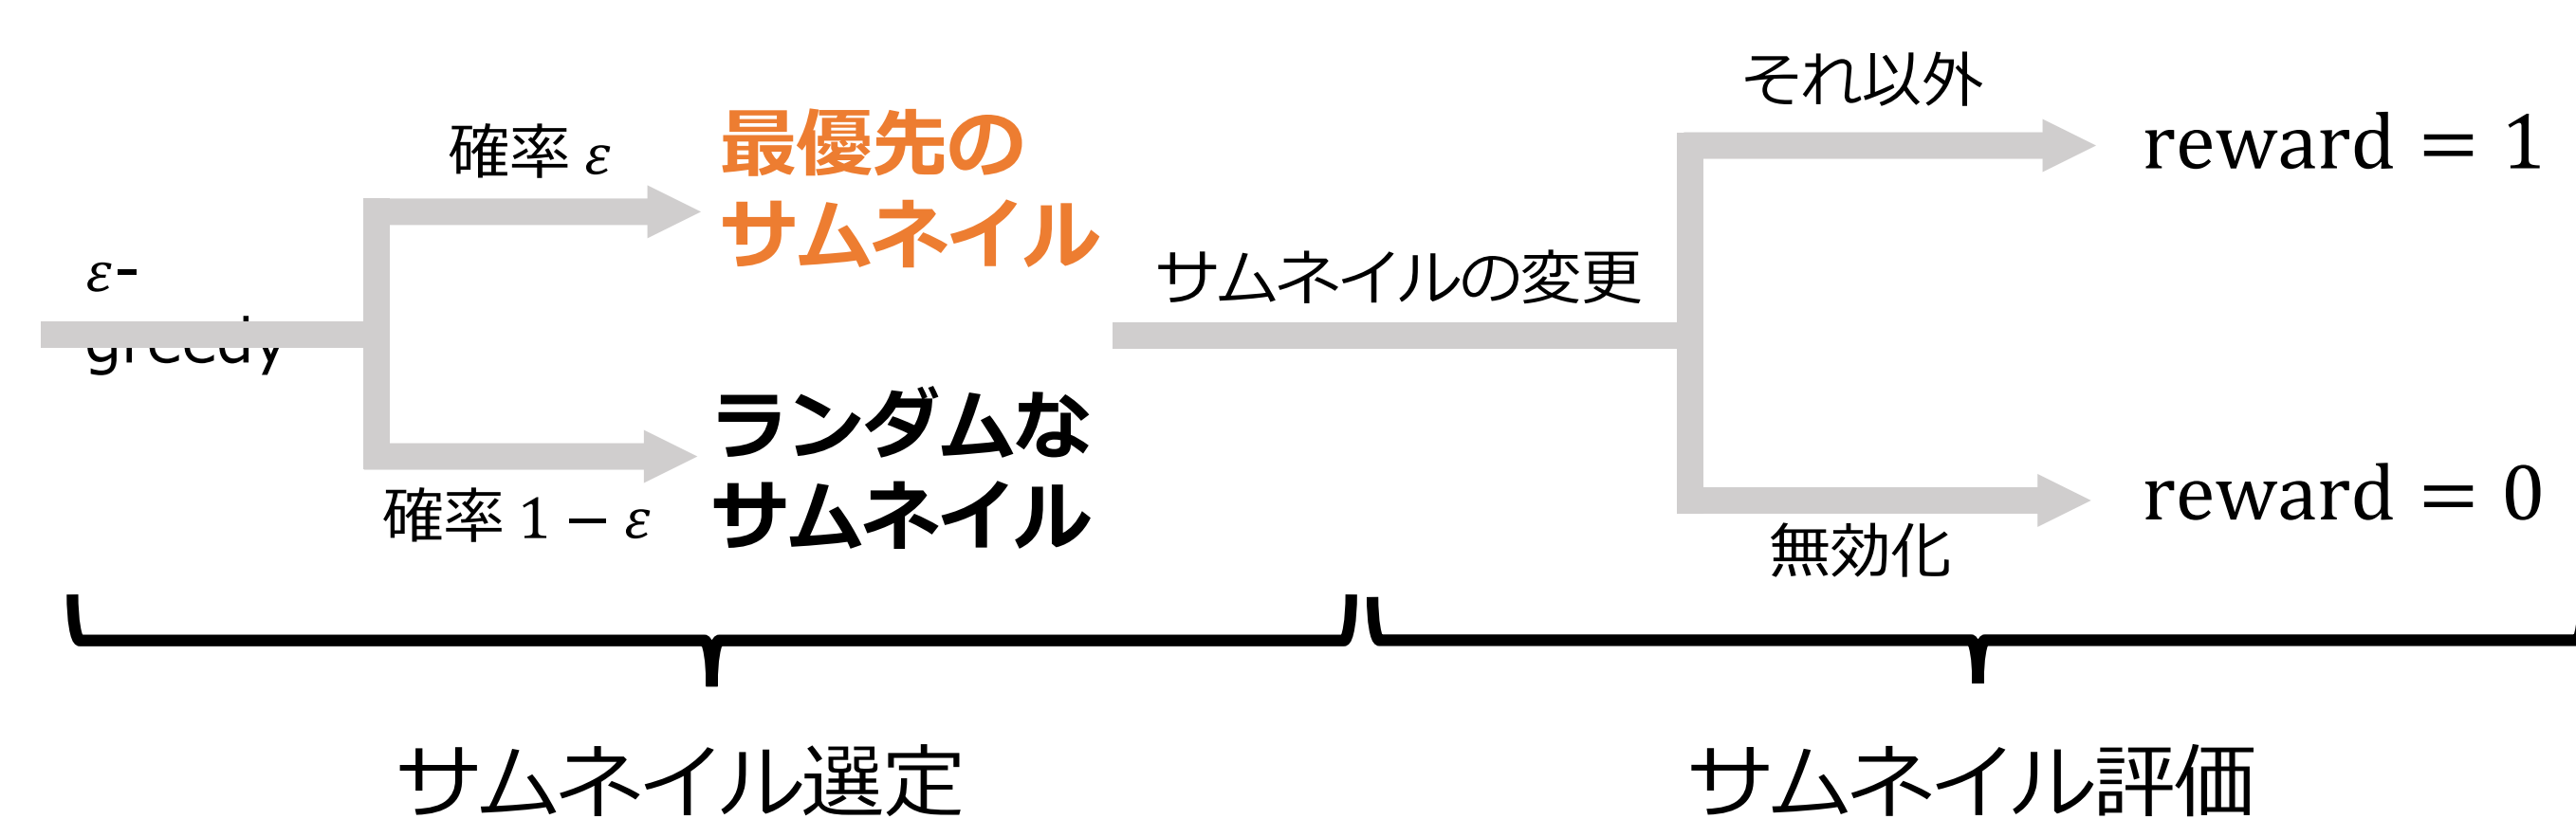 ε-
greedy
確率 ε
最優先の
サムネイル
確率 1 − ε
ランダムな
サムネイル
サムネイルの変更
それ以外
reward = 1
無効化
reward = 0
サムネイル選定
サムネイル評価